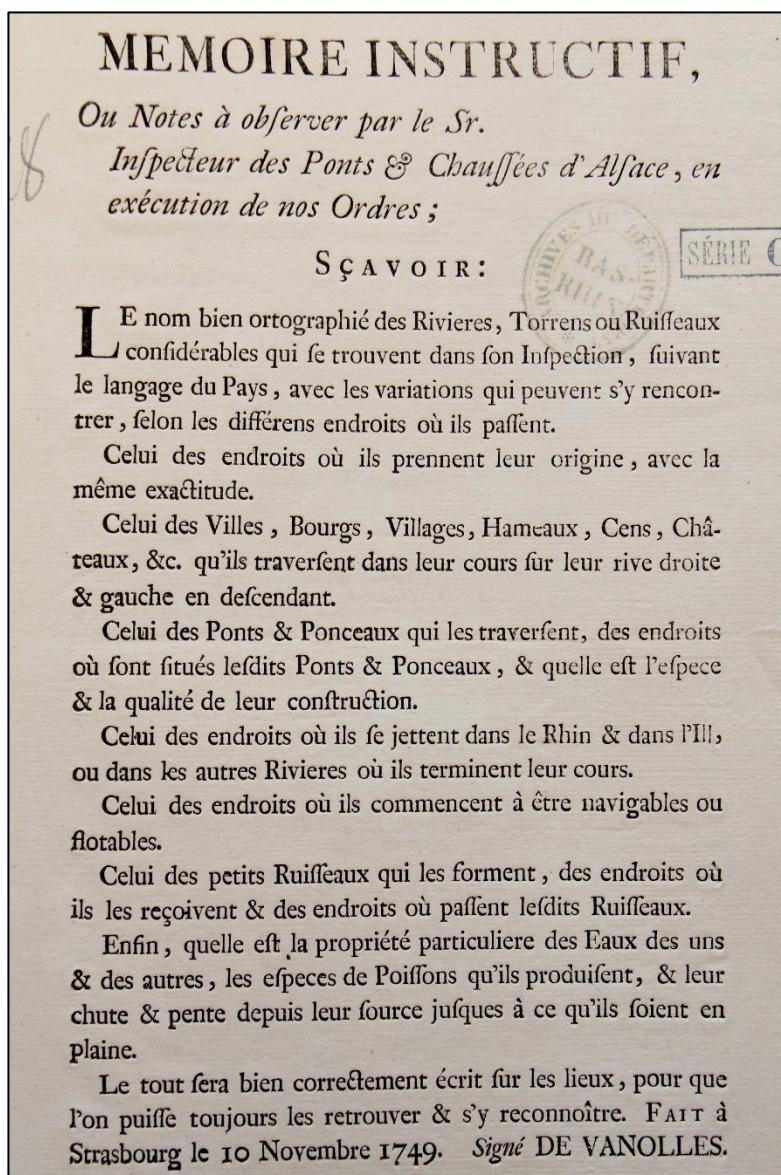 MEMOIRE INSTRUCTIF,
Ou Notes à obſerver par le Sr.
Inſpecteur des Ponts & Chauſſées d'Alſace, en
exécution de nos Ordres ;
SÇAVOIR:
ARCHIVES DU DÉPART
BAS-
RHIN
SÉRIE C
LE nom bien ortographié des Rivieres, Torrens ou Ruiſſeaux
conſidérables qui ſe trouvent dans ſon Inſpection, ſuivant
le langage du Pays, avec les variations qui peuvent s'y rencon-
trer, ſelon les différens endroits où ils paſſent.
Celui des endroits où ils prennent leur origine, avec la
même exactitude.
Celui des Villes, Bourgs, Villages, Hameaux, Cens, Châ-
teaux, &c. qu'ils traverſent dans leur cours ſur leur rive droite
& gauche en deſcendant.
Celui des Ponts & Ponceaux qui les traverſent, des endroits
où ſont ſitués leſdits Ponts & Ponceaux, & quelle eſt l'eſpece
& la qualité de leur conſtruction.
Celui des endroits où ils ſe jettent dans le Rhin & dans l'Ill,
ou dans les autres Rivieres où ils terminent leur cours.
Celui des endroits où ils commencent à être navigables ou
flotables.
Celui des petits Ruiſſeaux qui les forment, des endroits où
ils les reçoivent & des endroits où paſſent leſdits Ruiſſeaux.
Enfin, quelle eſt la propriété particuliere des Eaux des uns
& des autres, les eſpeces de Poiſſons qu'ils produiſent, & leur
chute & pente depuis leur ſource juſques à ce qu'ils ſoient en
plaine.
Le tout ſera bien correctement écrit ſur les lieux, pour que
l'on puiſſe toujours les retrouver & s'y reconnoître. FAIT à
Strasbourg le 10 Novembre 1749. Signé DE VANOLLES.